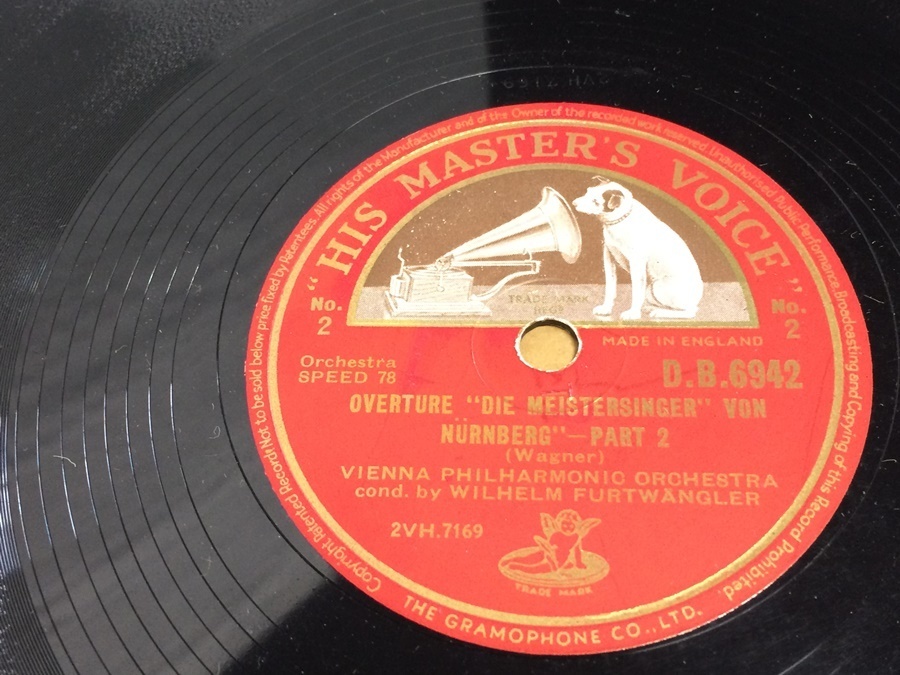 Copyright Patented Record·Not to be sold below price fixed by Patentees. All rights of the Manufacturer and of the Owner of the recorded work reserved. Unauthorised Public Performance, Broadcasting and Copying of this Record Prohibited.
"HIS MASTER'S VOICE"
TRADE MARK
REGD
No.
2
No.
2
MADE IN ENGLAND
Orchestra
SPEED 78
D.B.6942
OVERTURE "DIE MEISTERSINGER" VON
NÜRNBERG"—PART 2
(Wagner)
VIENNA PHILHARMONIC ORCHESTRA
cond. by WILHELM FURTWÄNGLER
2VH.7169
TRADE MARK
THE GRAMOPHONE CO., LTD.